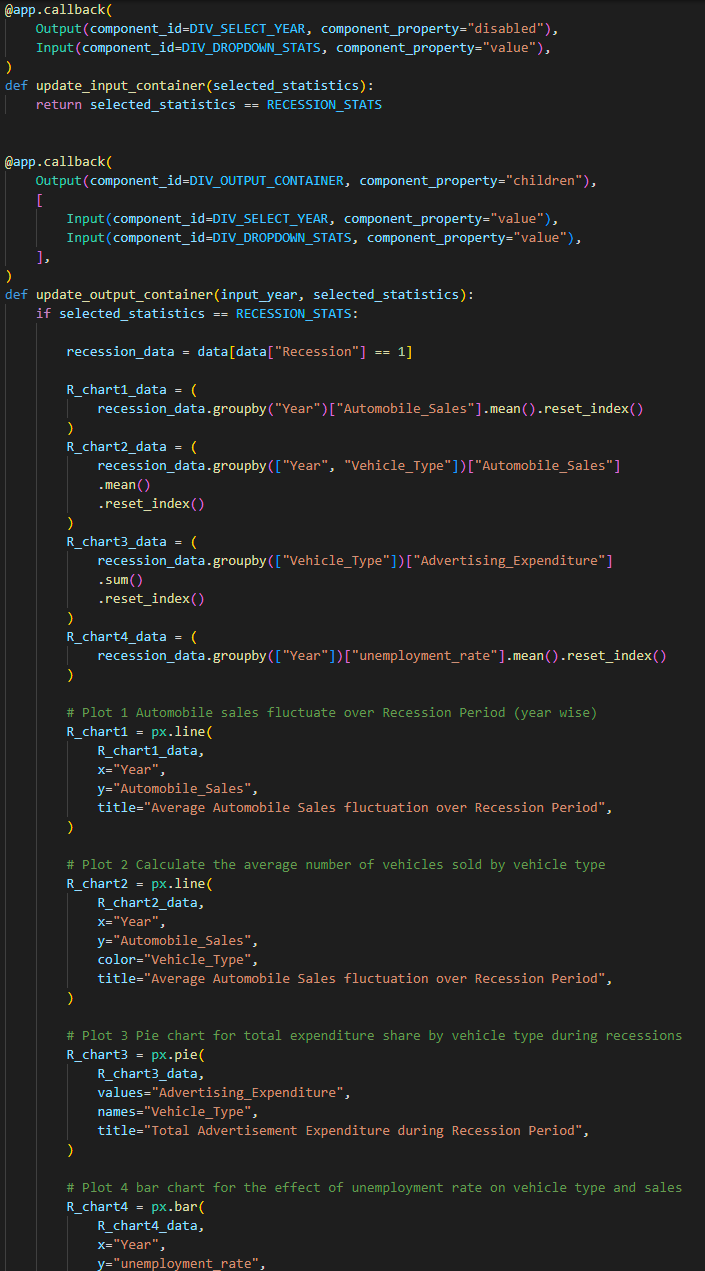 @app.callback(
    Output(component_id=DIV_SELECT_YEAR, component_property="disabled"),
    Input(component_id=DIV_DROPDOWN_STATS, component_property="value"),
)
def update_input_container(selected_statistics):
    return selected_statistics == RECESSION_STATS


@app.callback(
    Output(component_id=DIV_OUTPUT_CONTAINER, component_property="children"),
    [
        Input(component_id=DIV_SELECT_YEAR, component_property="value"),
        Input(component_id=DIV_DROPDOWN_STATS, component_property="value"),
    ],
)
def update_output_container(input_year, selected_statistics):
    if selected_statistics == RECESSION_STATS:

        recession_data = data[data["Recession"] == 1]

        R_chart1_data = (
            recession_data.groupby("Year")["Automobile_Sales"].mean().reset_index()
        )
        R_chart2_data = (
            recession_data.groupby(["Year", "Vehicle_Type"])["Automobile_Sales"]
            .mean()
            .reset_index()
        )
        R_chart3_data = (
            recession_data.groupby(["Vehicle_Type"])["Advertising_Expenditure"]
            .sum()
            .reset_index()
        )
        R_chart4_data = (
            recession_data.groupby(["Year"])["unemployment_rate"].mean().reset_index()
        )

        # Plot 1 Automobile sales fluctuate over Recession Period (year wise)
        R_chart1 = px.line(
            R_chart1_data,
            x="Year",
            y="Automobile_Sales",
            title="Average Automobile Sales fluctuation over Recession Period",
        )

        # Plot 2 Calculate the average number of vehicles sold by vehicle type
        R_chart2 = px.line(
            R_chart2_data,
            x="Year",
            y="Automobile_Sales",
            color="Vehicle_Type",
            title="Average Automobile Sales fluctuation over Recession Period",
        )

        # Plot 3 Pie chart for total expenditure share by vehicle type during recessions
        R_chart3 = px.pie(
            R_chart3_data,
            values="Advertising_Expenditure",
            names="Vehicle_Type",
            title="Total Advertisement Expenditure during Recession Period",
        )

        # Plot 4 bar chart for the effect of unemployment rate on vehicle type and sales
        R_chart4 = px.bar(
            R_chart4_data,
            x="Year",
            y="unemployment_rate",